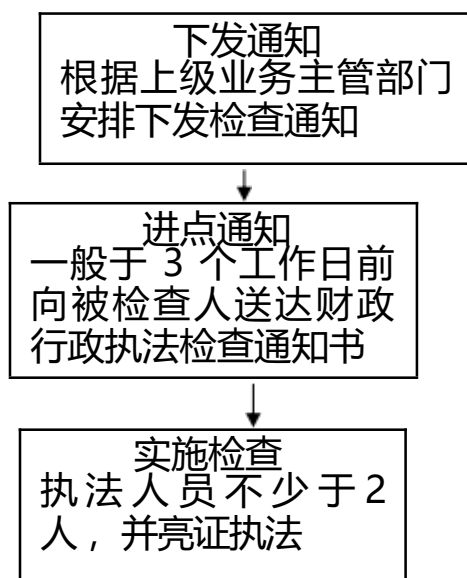 下发通知
根据上级业务主管部门
安排下发检查通知
进点通知
一般于 3 个工作日前
向被检查人送达财政
行政执法检查通知书
实施检查
执法人员不少于2
人，并亮证执法